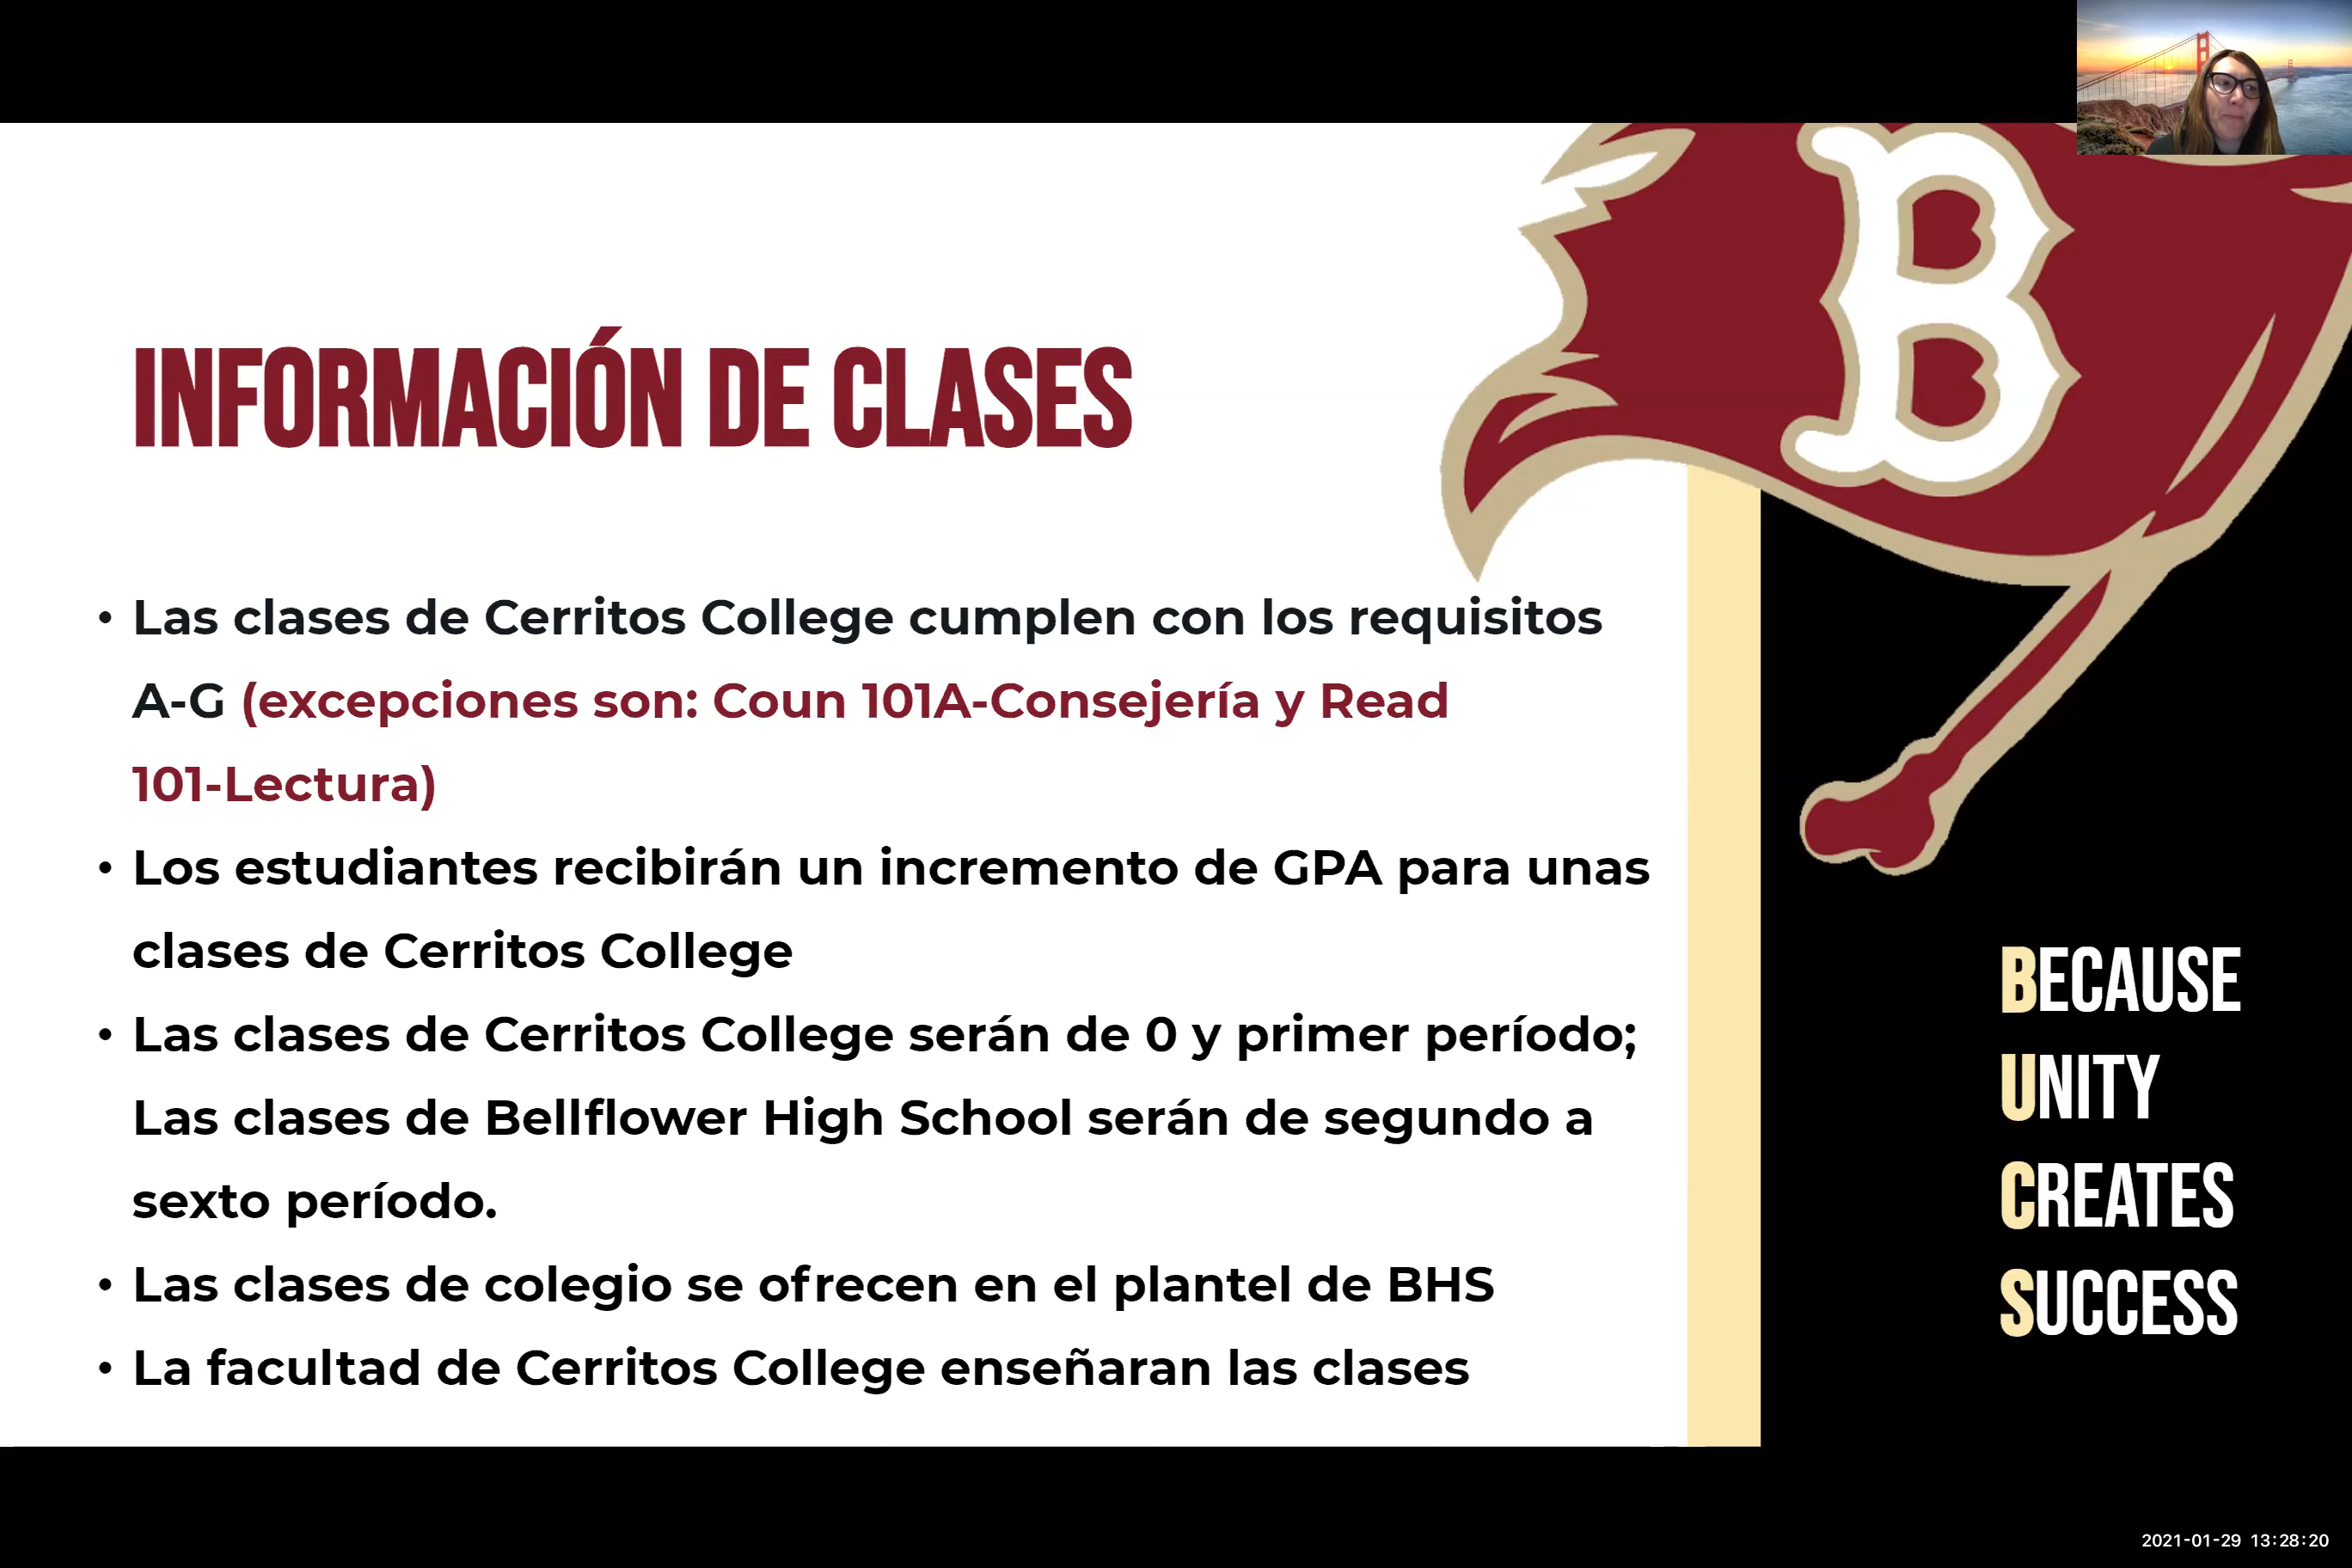 B
INFORMACIÓN DE CLASES
• Las clases de Cerritos College cumplen con los requisitos
A-G (excepciones son: Coun 101A-Consejería y Read
101-Lectura)
• Los estudiantes recibirán un incremento de GPA para unas
clases de Cerritos College
• Las clases de Cerritos College serán de 0 y primer período;
Las clases de Bellflower High School serán de segundo a
sexto período.
• Las clases de colegio se ofrecen en el plantel de BHS
• La facultad de Cerritos College enseñaran las clases
BECAUSE
UNITY
CREATES
SUCCESS
2021-01-29 13:28:20